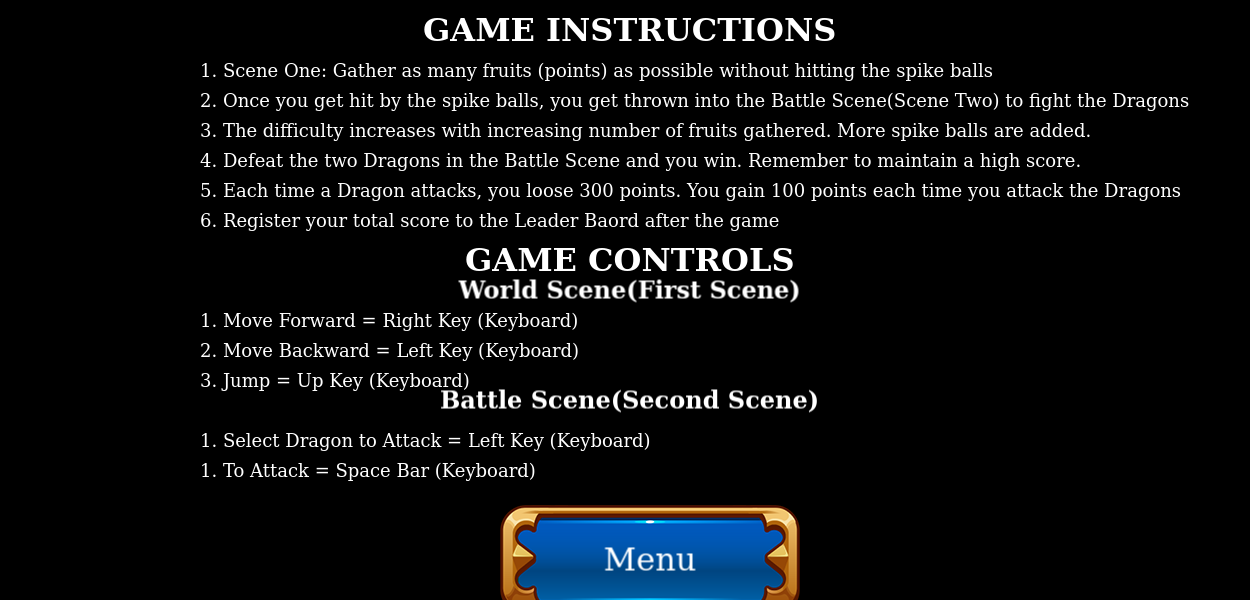 GAME INSTRUCTIONS
1. Scene One: Gather as many fruits (points) as possible without hitting the spike balls
2. Once you get hit by the spike balls, you get thrown into the Battle Scene(Scene Two) to fight the Dragons
3. The difficulty increases with increasing number of fruits gathered. More spike balls are added.
4. Defeat the two Dragons in the Battle Scene and you win. Remember to maintain a high score.
5. Each time a Dragon attacks, you loose 300 points. You gain 100 points each time you attack the Dragons
6. Register your total score to the Leader Baord after the game
GAME CONTROLS
World Scene(First Scene)
1. Move Forward = Right Key (Keyboard)
2. Move Backward = Left Key (Keyboard)
3. Jump = Up Key (Keyboard)
Battle Scene(Second Scene)
1. Select Dragon to Attack = Left Key (Keyboard)
1. To Attack = Space Bar (Keyboard)
Menu